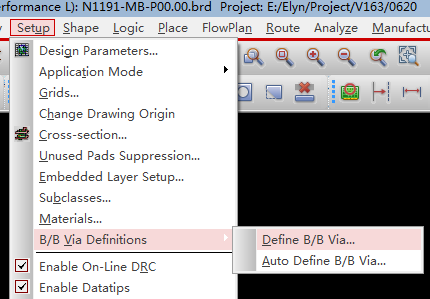 erformance L): N1191-MB-P00.00.brd Project: E:/Elyn/Project/V163/0620
Setup Shape Logic Place FlowPlan Route Analyze Manufactu
Design Parameters...
Application Mode
Grids...
Change Drawing Origin
Cross-section...
Unused Pads Suppression...
Embedded Layer Setup...
Subclasses...
Materials...
B/B Via Definitions
Define B/B Via...
Auto Define B/B Via...
Enable On-Line DRC
Enable Datatips